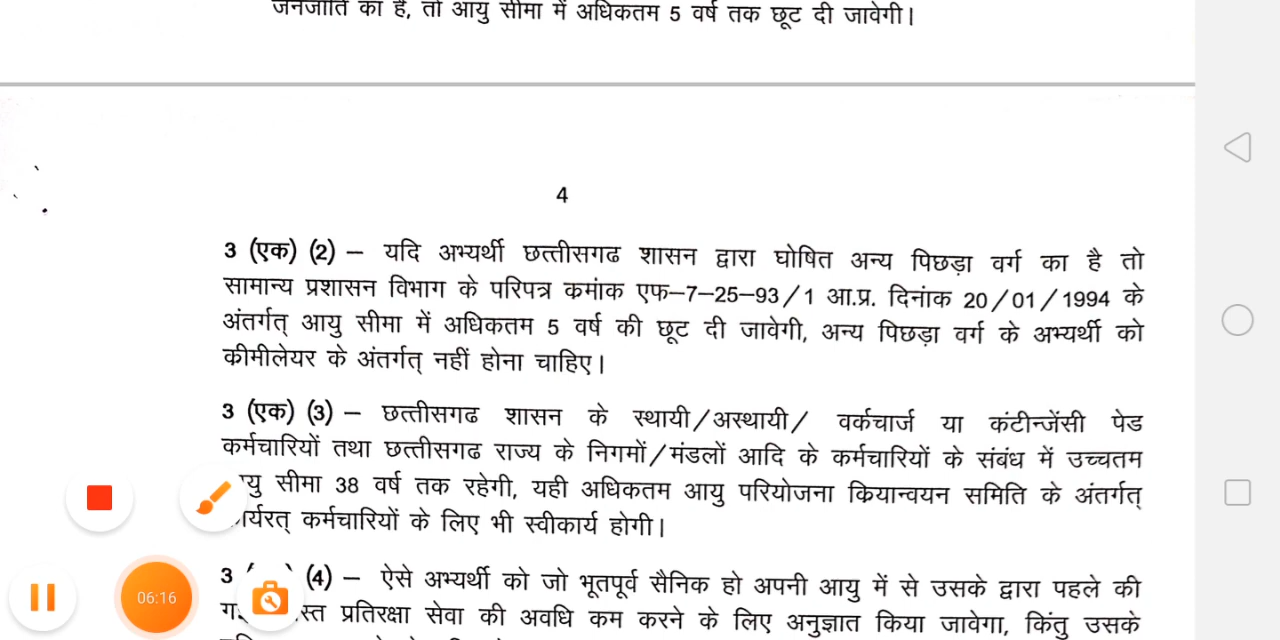 जनजाति का है, तो आयु सीमा में अधिकतम 5 वर्ष तक छूट दी जावेगी।
4
3 (एक) (2) – यदि अभ्यर्थी छत्तीसगढ शासन द्वारा घोषित अन्य पिछड़ा वर्ग का है तो
सामान्य प्रशासन विभाग के परिपत्र कमांक एफ–7–25–93/1 आ.प्र. दिनांक 20/01/1994 के
अंतर्गत् आयु सीमा में अधिकतम 5 वर्ष की छूट दी जावेगी, अन्य पिछड़ा वर्ग के अभ्यर्थी को
कीमीलेयर के अंतर्गत् नहीं होना चाहिए।
3 (एक) (3) – छत्तीसगढ शासन के स्थायी/अस्थायी/ वर्कचार्ज या कंटीन्जेंसी पेड
कर्मचारियों तथा छत्तीसगढ राज्य के निगमों/मंडलों आदि के कर्मचारियों के संबंध में उच्चतम
सीमा 38 वर्ष तक रहेगी, यही अधिकतम आयु परियोजना कियान्वयन समिति के अंतर्गत्
कर्मचारियों के लिए भी स्वीकार्य होगी।
3 (4) – ऐसे अभ्यर्थी को जो भूतपूर्व सैनिक हो अपनी आयु में से उसके द्वारा पहले की
प्रतिरक्षा सेवा की अवधि कम करने के लिए अनुज्ञात किया जावेगा, किंतु उसके
06:16